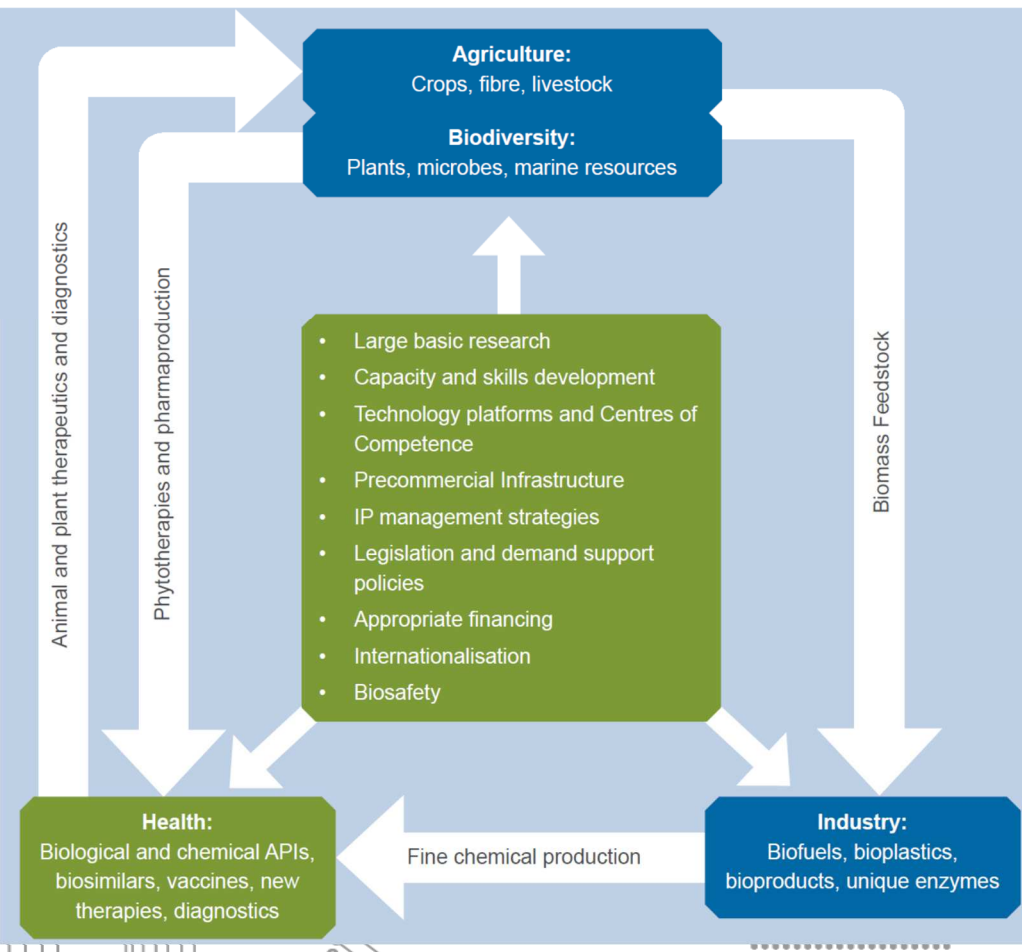 Agriculture:
Crops, fibre, livestock
Biodiversity:
Plants, microbes, marine resources
Animal and plant therapeutics and diagnostics
Phytotherapies and pharmaproduction
• Large basic research
• Capacity and skills development
• Technology platforms and Centres of
Competence
• Precommercial Infrastructure
• IP management strategies
• Legislation and demand support
policies
• Appropriate financing
• Internationalisation
• Biosafety
Biomass Feedstock
Health:
Biological and chemical APIs,
biosimilars, vaccines, new
therapies, diagnostics
Fine chemical production
Industry:
Biofuels, bioplastics,
bioproducts, unique enzymes